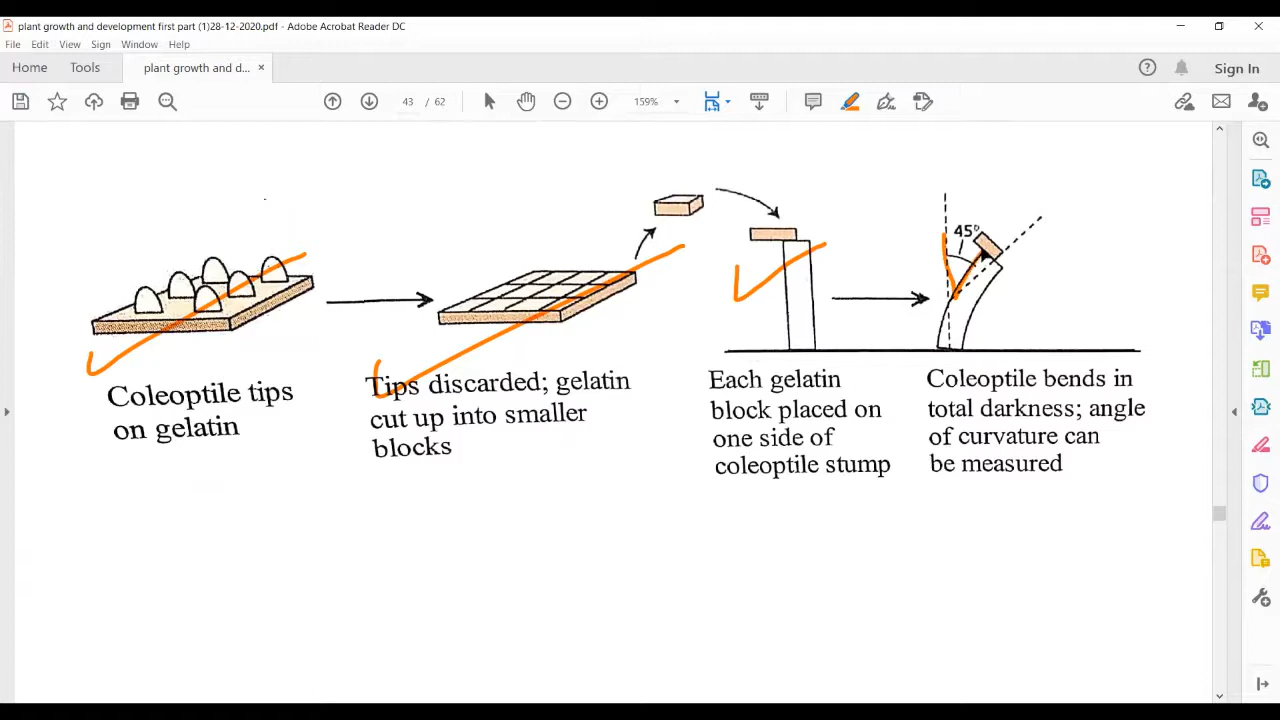 plant growth and development first part (1)28-12-2020.pdf - Adobe Acrobat Reader DC
File Edit View Sign Window Help
Home Tools plant growth and d... × Sign In
43 / 62 159%
45°
Coleoptile tips
on gelatin
Tips discarded; gelatin
cut up into smaller
blocks
Each gelatin
block placed on
one side of
coleoptile stump
Coleoptile bends in
total darkness; angle
of curvature can
be measured